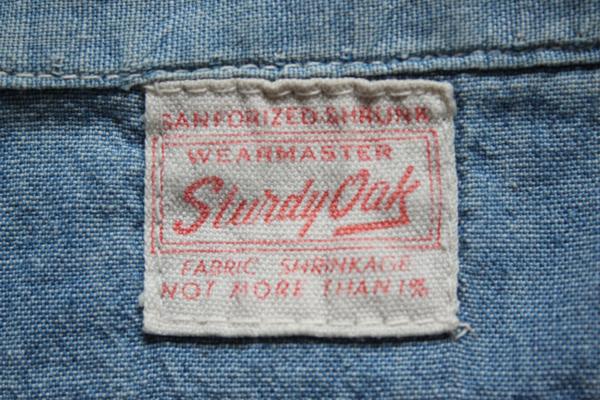 SANFORIZED-SHRUNK
WEARMASTER
Sturdy Oak
FABRIC SHRINKAGE
NOT MORE THAN 1%